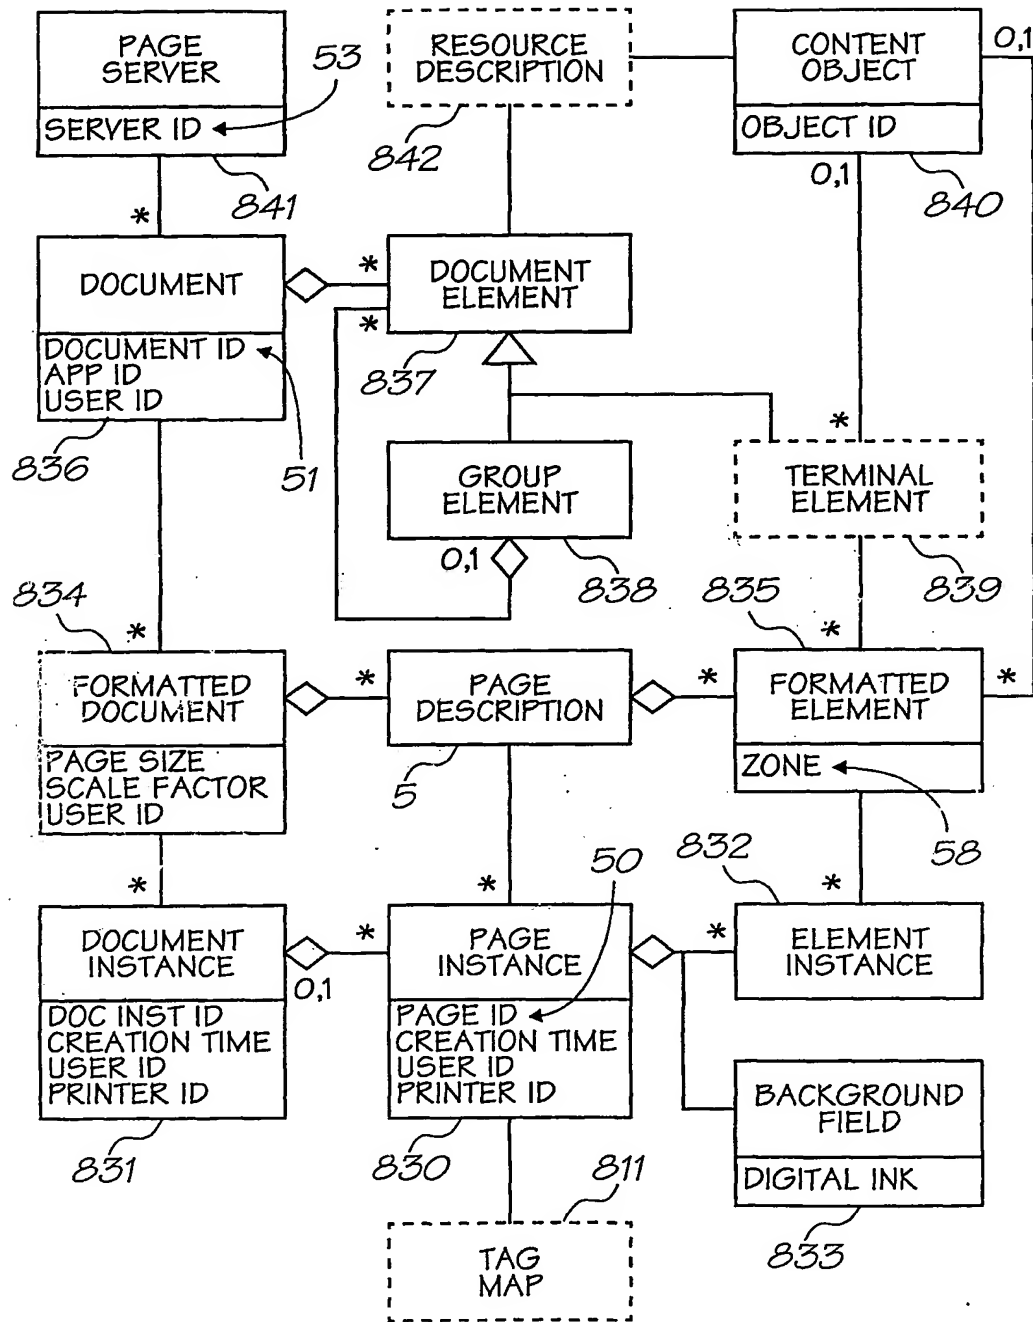 PAGE
SERVER
SERVER ID
53
841
RESOURCE
DESCRIPTION
842
CONTENT
OBJECT
OBJECT ID
0,1
0,1
840
*
DOCUMENT
DOCUMENT ID
APP ID
USER ID
836
51
*
*
DOCUMENT
ELEMENT
837
GROUP
ELEMENT
0,1
838
*
TERMINAL
ELEMENT
839
834
*
FORMATTED
DOCUMENT
PAGE SIZE
SCALE FACTOR
USER ID
*
PAGE
DESCRIPTION
5
*
835
*
FORMATTED
ELEMENT
*
ZONE
58
*
DOCUMENT
INSTANCE
0,1
DOC INST ID
CREATION TIME
USER ID
PRINTER ID
831
*
50
*
PAGE
INSTANCE
PAGE ID
CREATION TIME
USER ID
PRINTER ID
830
*
832
*
ELEMENT
INSTANCE
BACKGROUND
FIELD
DIGITAL INK
833
811
TAG
MAP